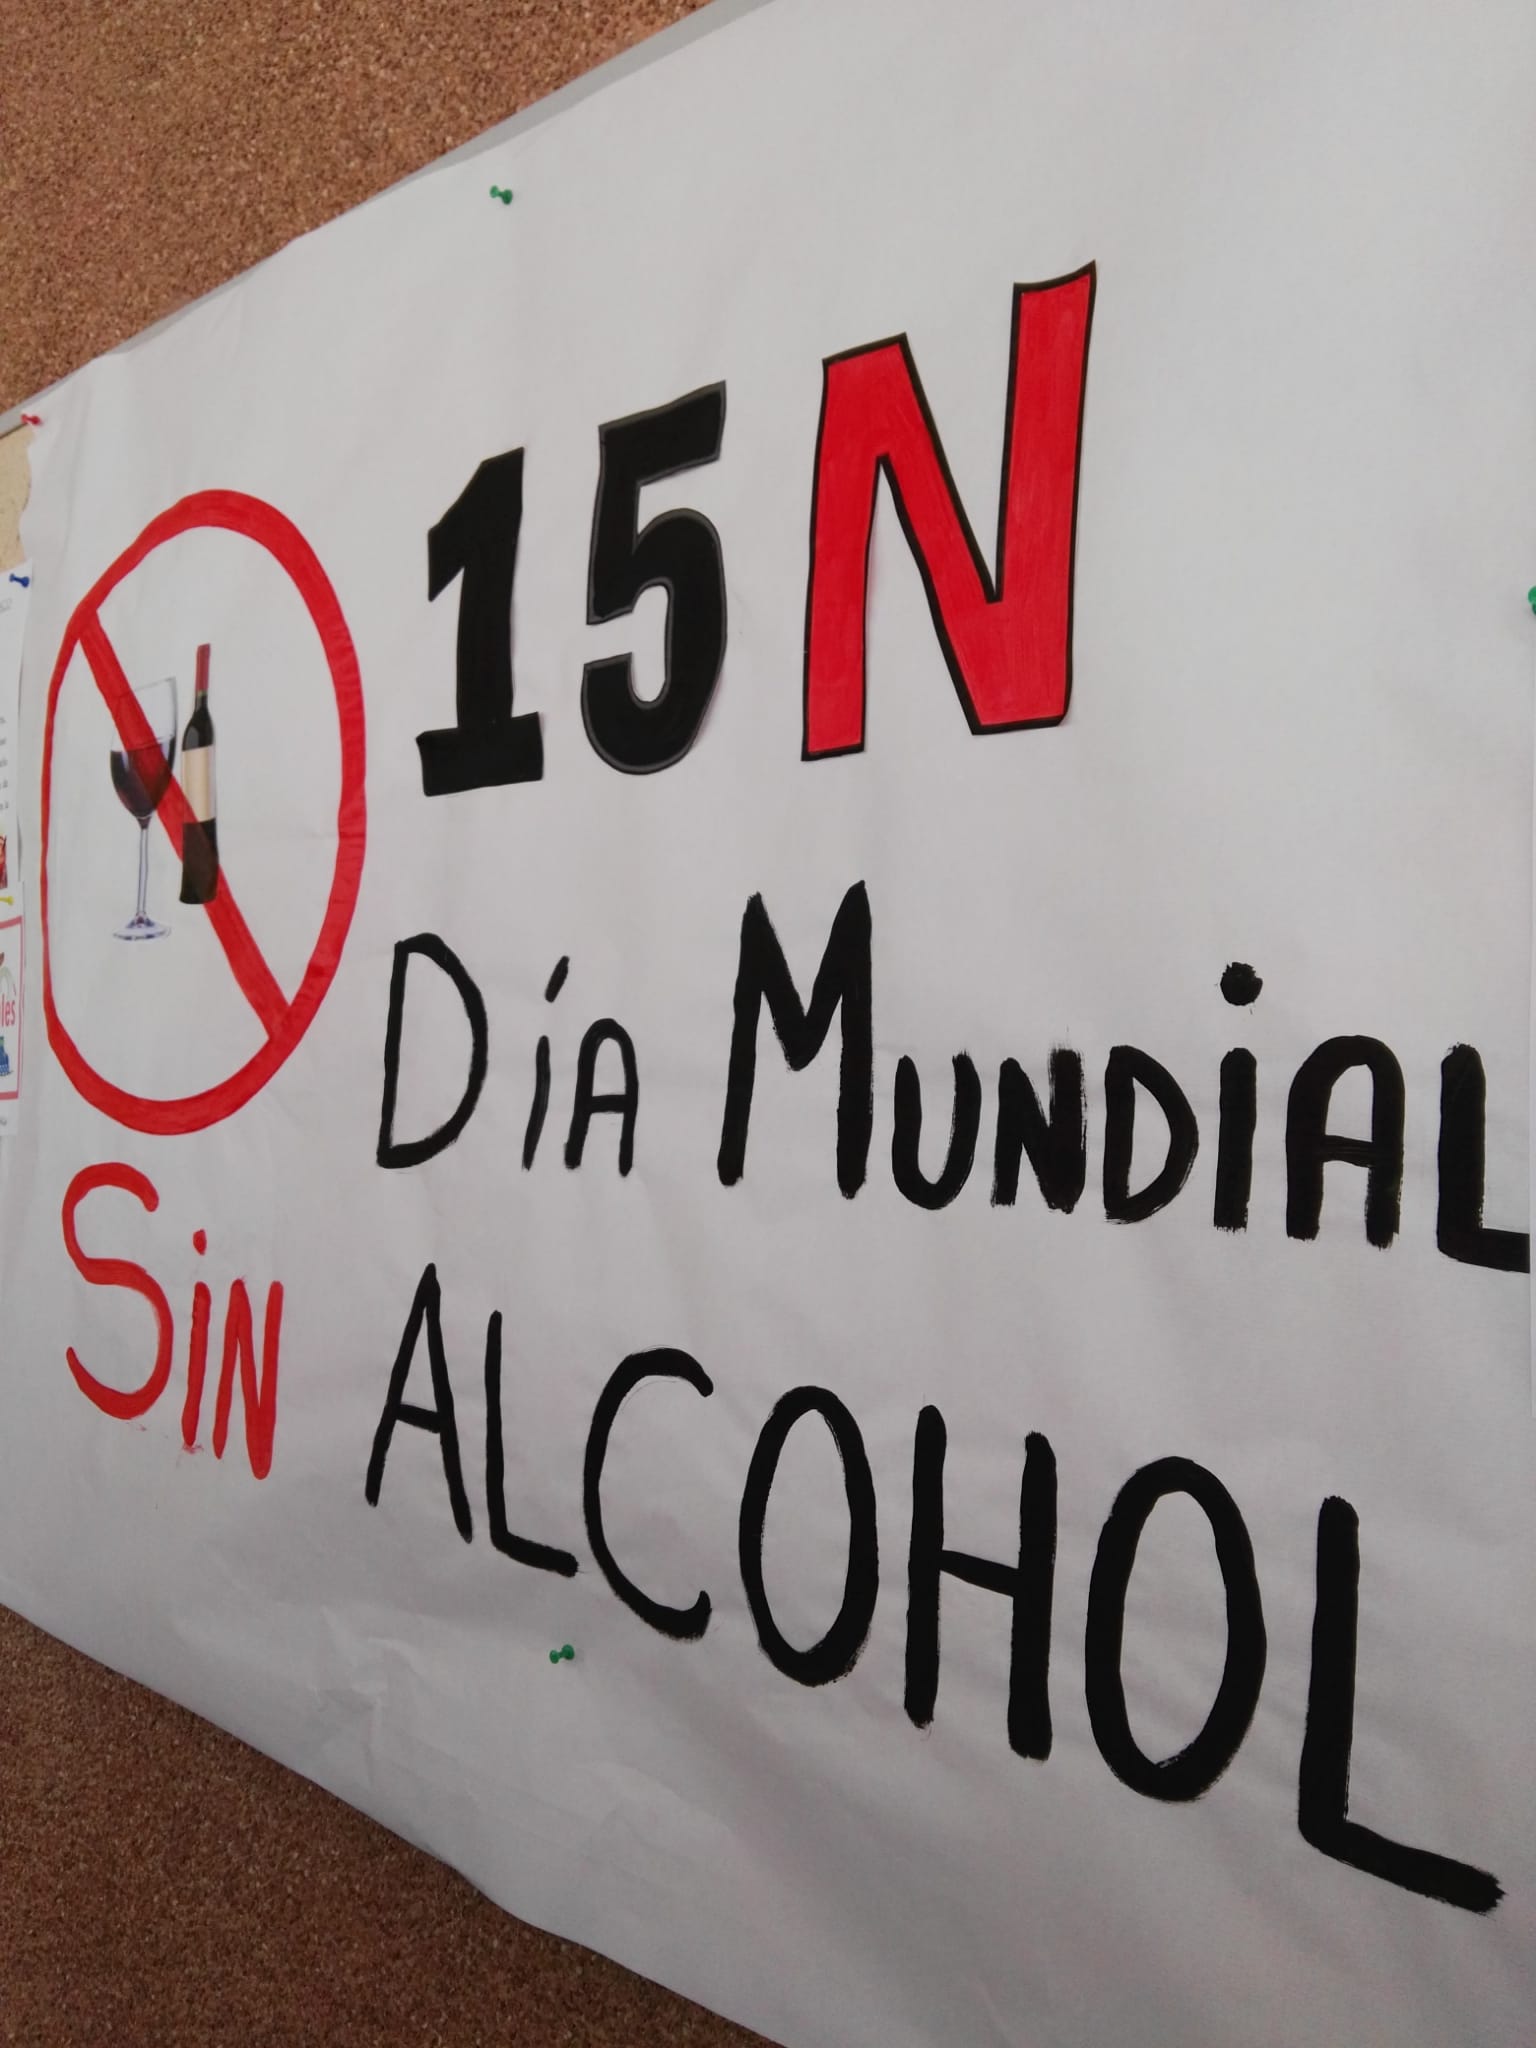 15N
Día Mundial
Sin ALCOHOL